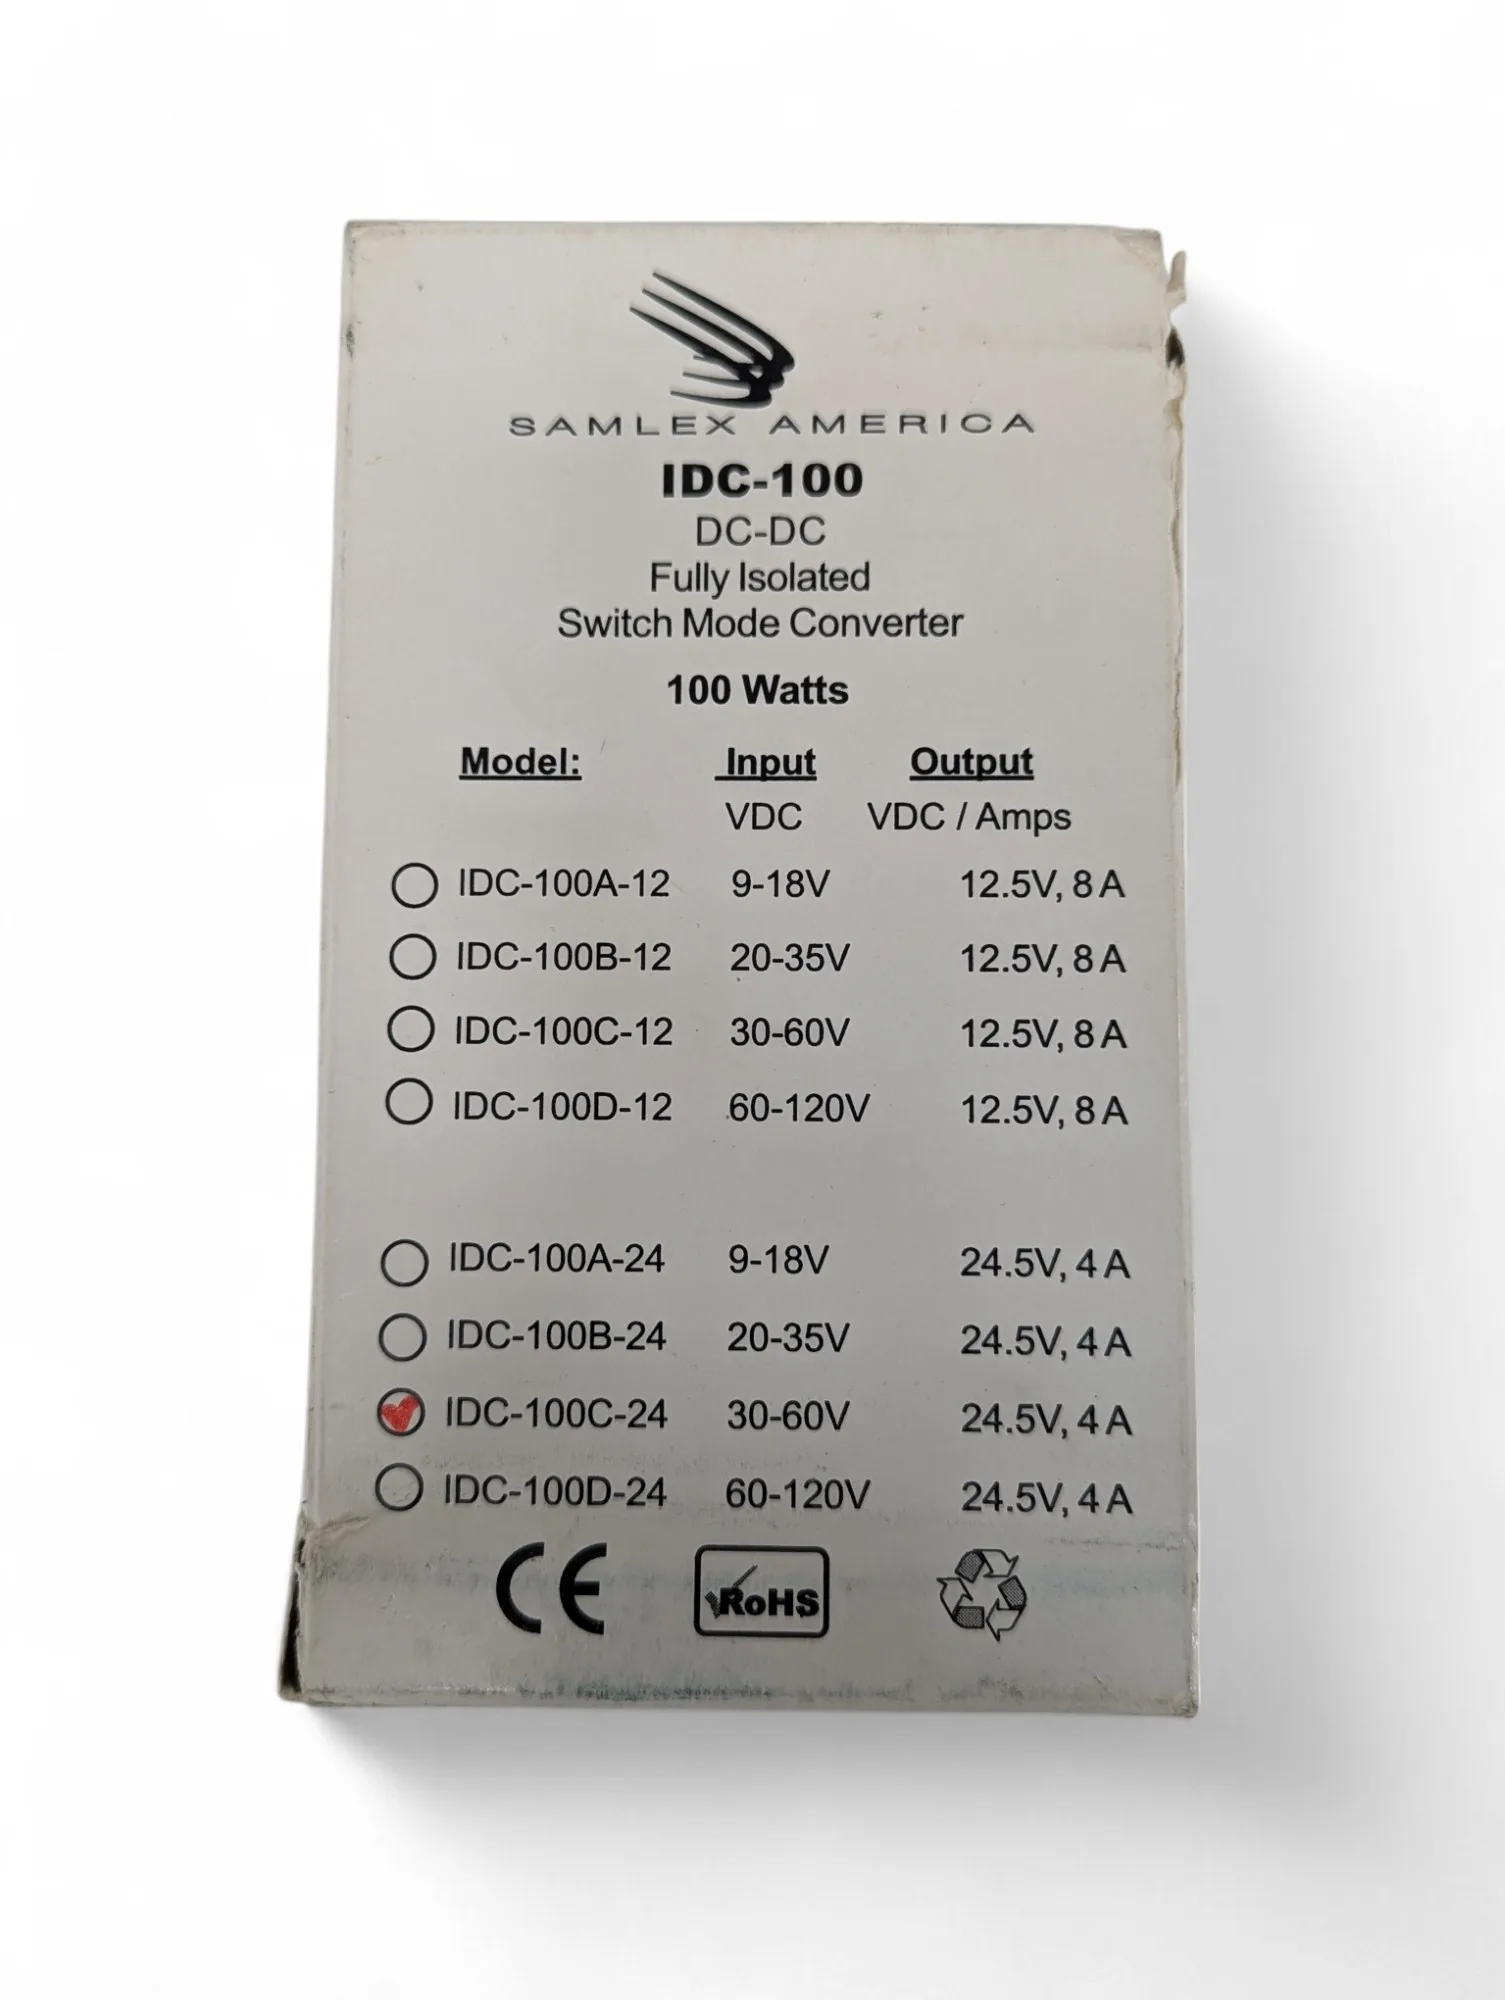 SAMLEX AMERICA
IDC-100
DC-DC
Fully Isolated
Switch Mode Converter
100 Watts
Model: Input Output
VDC VDC / Amps
IDC-100A-12 9-18V 12.5V, 8 A
IDC-100B-12 20-35V 12.5V, 8 A
IDC-100C-12 30-60V 12.5V, 8 A
IDC-100D-12 60-120V 12.5V, 8 A
IDC-100A-24 9-18V 24.5V, 4 A
IDC-100B-24 20-35V 24.5V, 4 A
IDC-100C-24 30-60V 24.5V, 4 A
IDC-100D-24 60-120V 24.5V, 4 A
CE RoHS